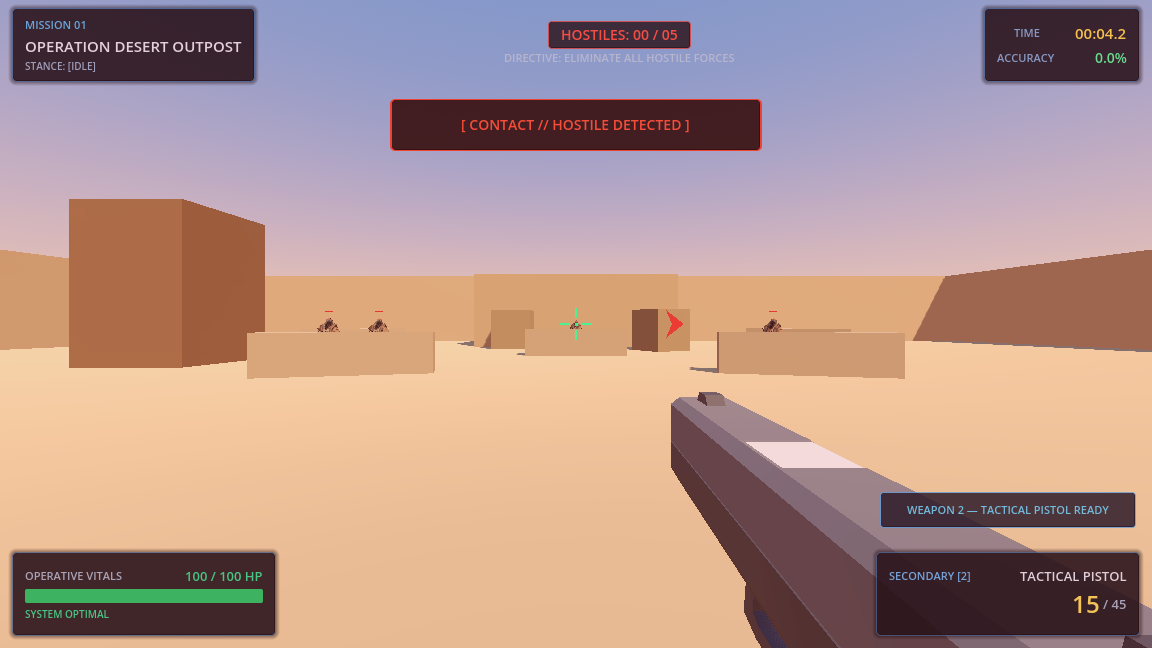 MISSION 01
OPERATION DESERT OUTPOST
STANCE: [IDLE]
HOSTILES: 00 / 05
DIRECTIVE: ELIMINATE ALL HOSTILE FORCES
TIME 00:04.2
ACCURACY 0.0%
[ CONTACT // HOSTILE DETECTED ]
WEAPON 2 — TACTICAL PISTOL READY
OPERATIVE VITALS 100 / 100 HP
SYSTEM OPTIMAL
SECONDARY [2] TACTICAL PISTOL
15 / 45